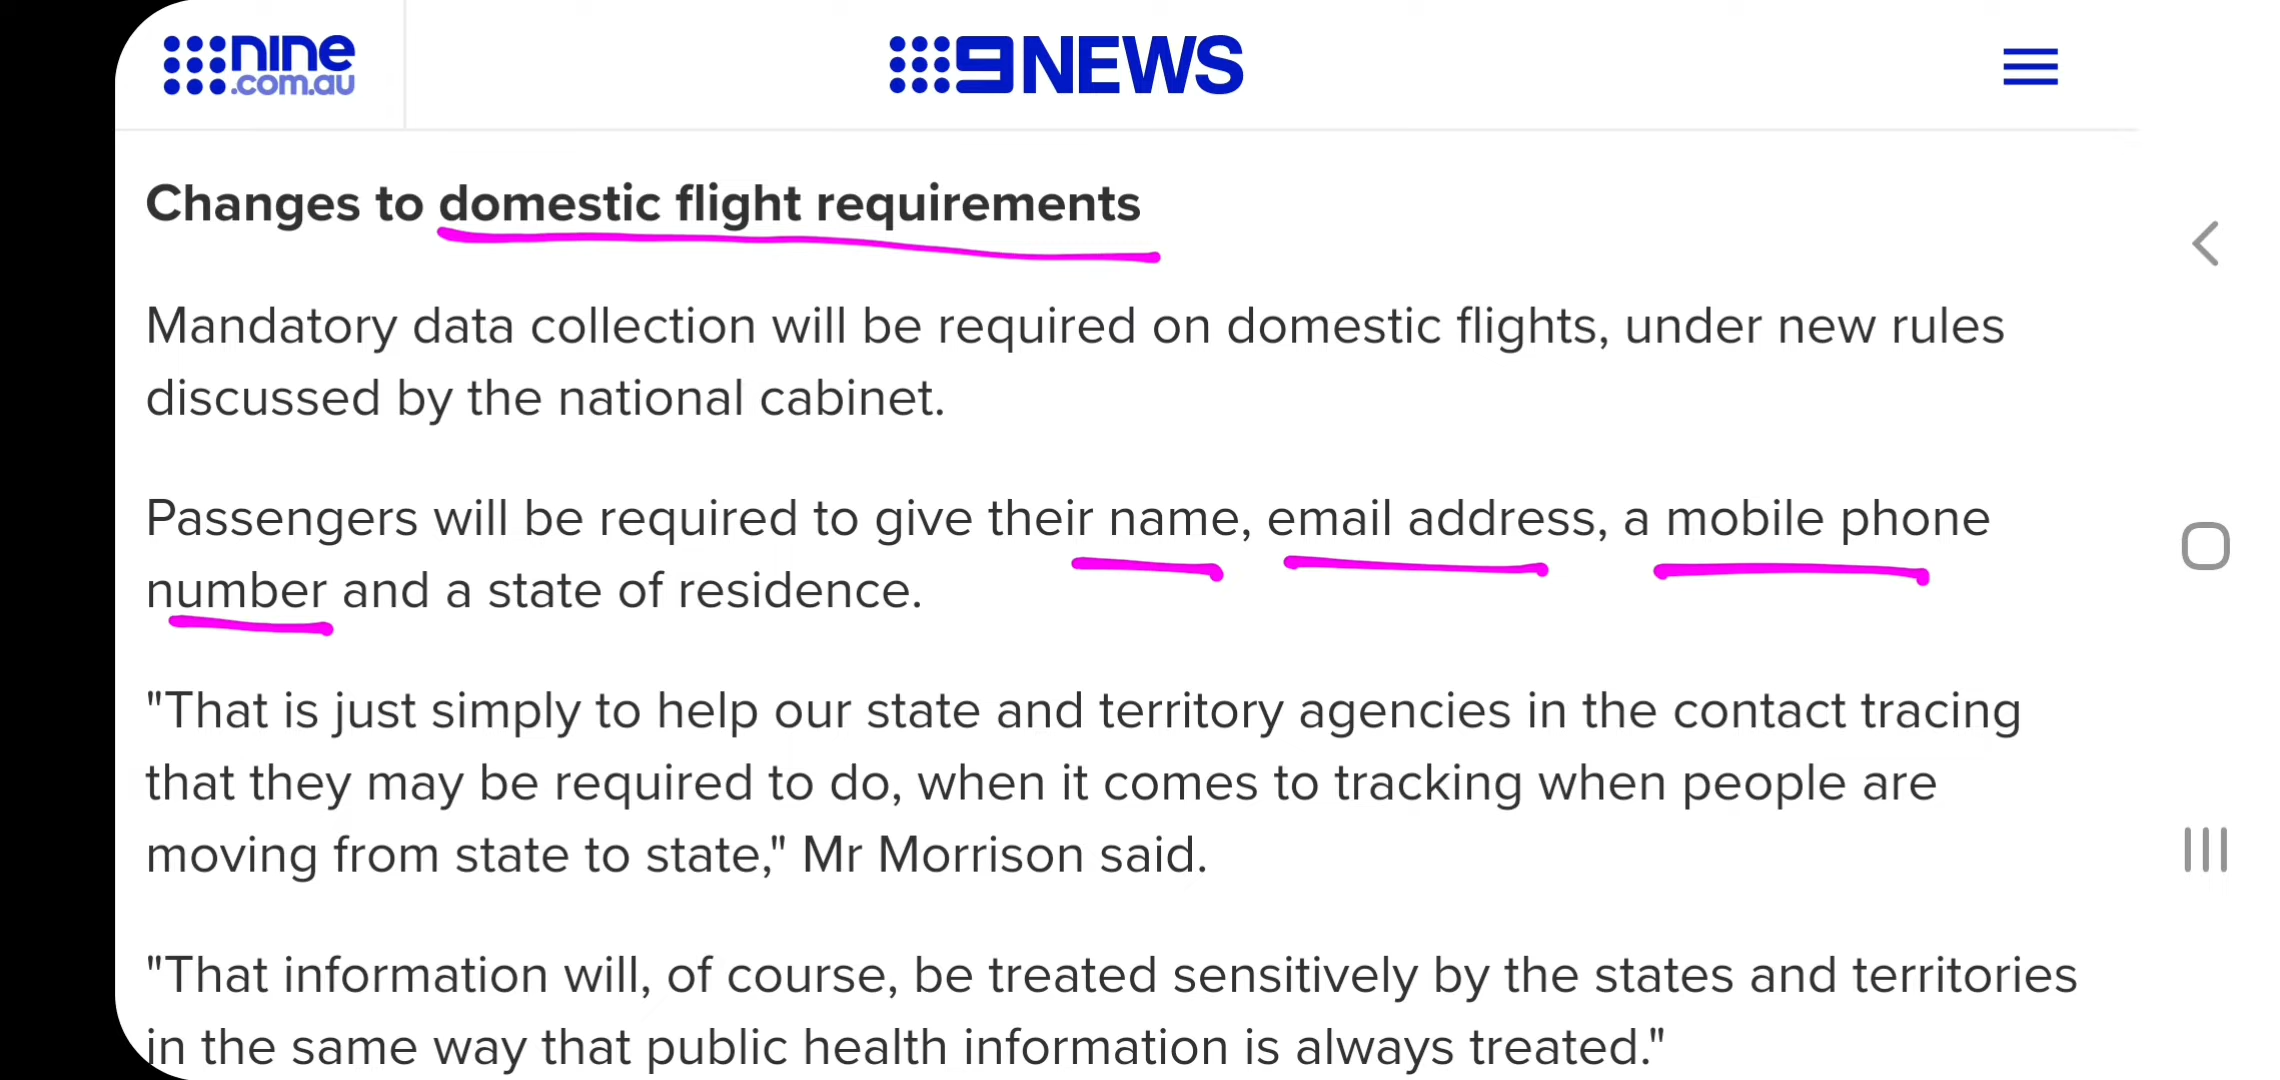 nine
.com.au
9NEWS
Changes to domestic flight requirements
Mandatory data collection will be required on domestic flights, under new rules
discussed by the national cabinet.
Passengers will be required to give their name, email address, a mobile phone
number and a state of residence.
"That is just simply to help our state and territory agencies in the contact tracing
that they may be required to do, when it comes to tracking when people are
moving from state to state," Mr Morrison said.
"That information will, of course, be treated sensitively by the states and territories
in the same way that public health information is always treated."